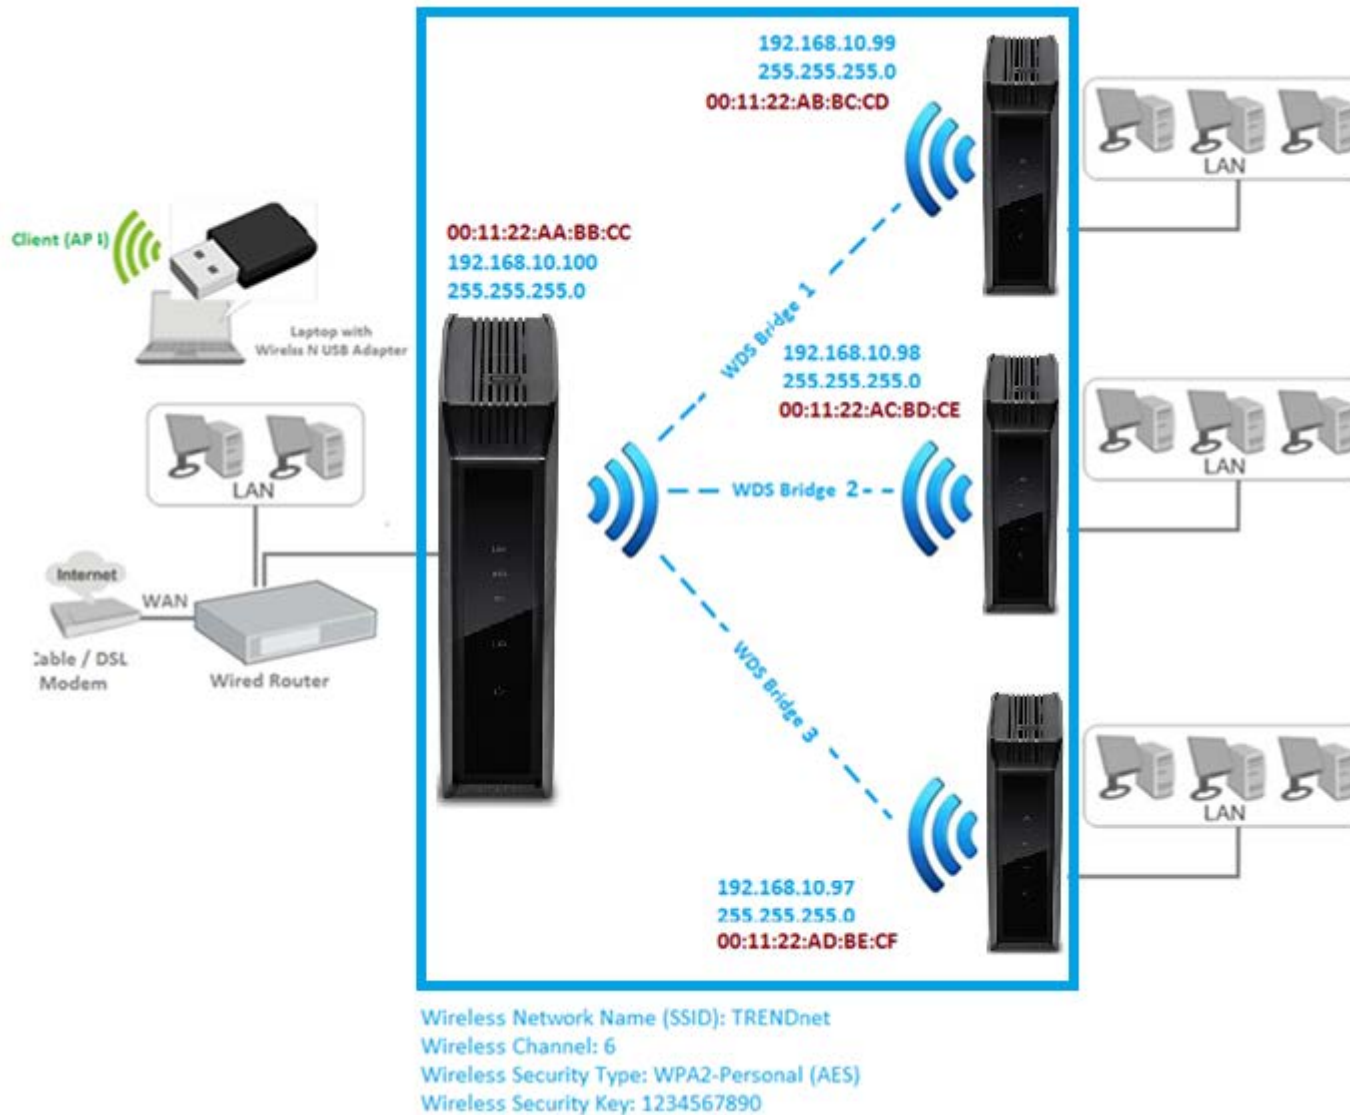 192.168.10.99
255.255.255.0
00:11:22:AB:BC:CD
LAN
Client (AP
00:11:22:AA:BB:CC
192.168.10.100
255.255.255.0
Laptop with
Wirelss N USB Adapter
WDS Bridge 1
192.168.10.98
255.255.255.0
00:11:22:AC:BD:CE
LAN
LAN
WDS Bridge 2
Internet
WAN
Cable / DSL
Modem
Wired Router
WDS Bridge 3
LAN
192.168.10.97
255.255.255.0
00:11:22:AD:BE:CF
Wireless Network Name (SSID): TRENDnet
Wireless Channel: 6
Wireless Security Type: WPA2-Personal (AES)
Wireless Security Key: 1234567890